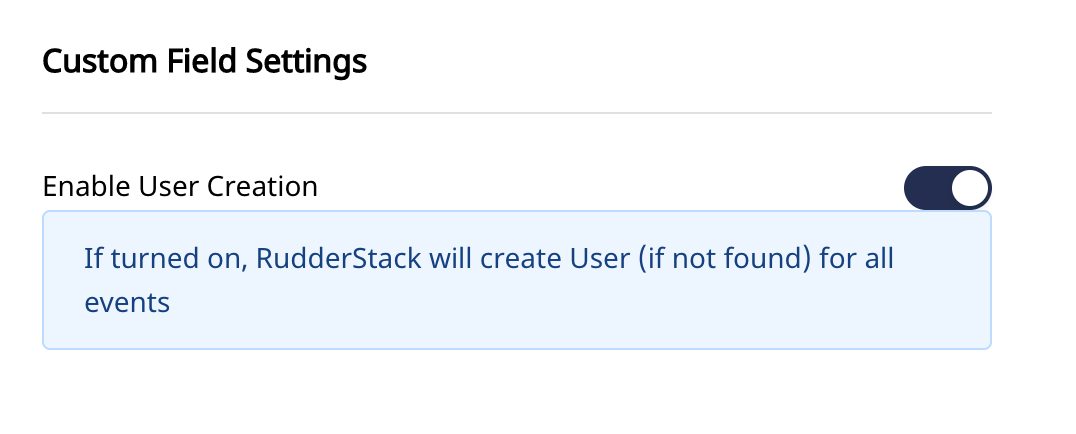 Custom Field Settings
Enable User Creation
If turned on, RudderStack will create User (if not found) for all
events